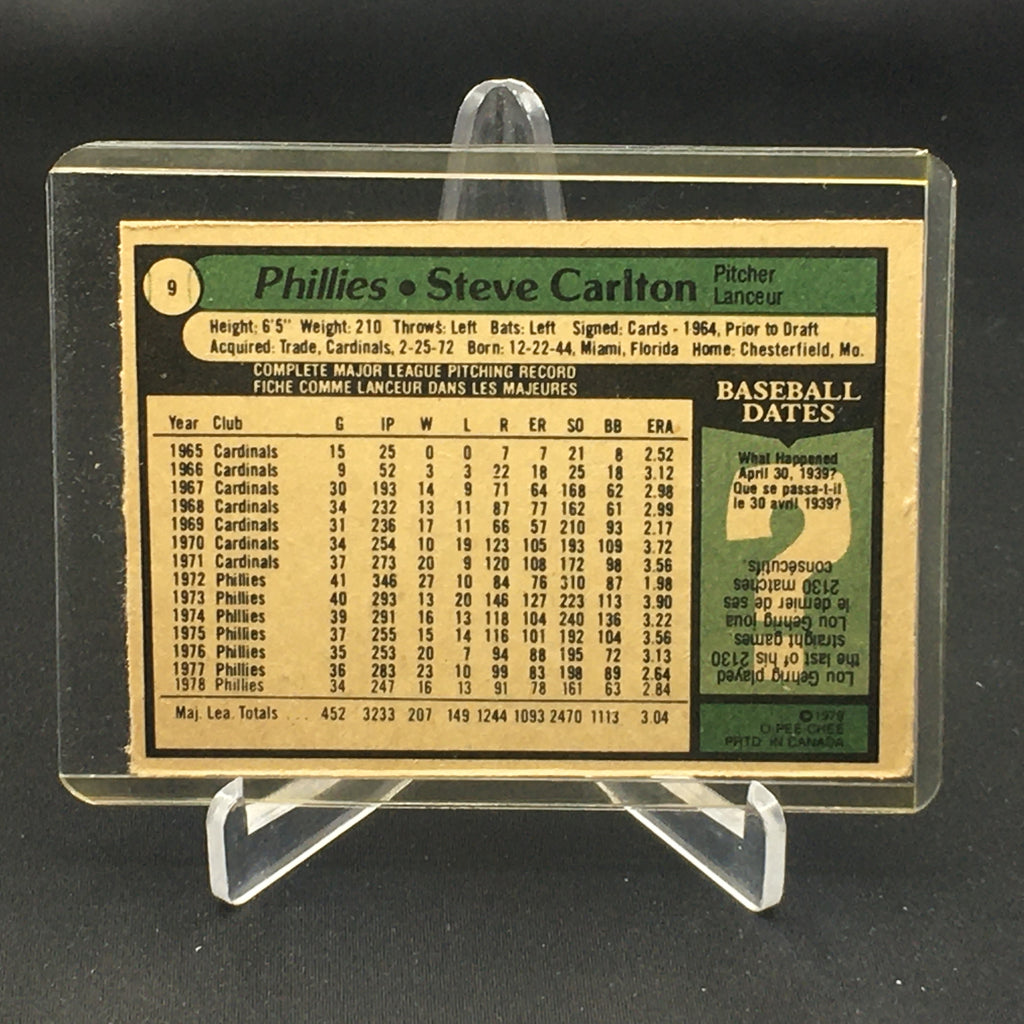 9
Phillies • Steve Carlton
Pitcher
Lanceur
Height: 6'5" Weight: 210 Throws: Left Bats: Left Signed: Cards - 1964, Prior to Draft
Acquired: Trade, Cardinals, 2-25-72 Born: 12-22-44, Miami, Florida Home: Chesterfield, Mo.
COMPLETE MAJOR LEAGUE PITCHING RECORD
FICHE COMME LANCEUR DANS LES MAJEURES
Year Club G IP W L R ER SO BB ERA
1965 Cardinals 15 25 0 0 7 7 21 8 2.52
1966 Cardinals 9 52 3 3 22 18 25 18 3.12
1967 Cardinals 30 193 14 9 71 64 168 62 2.98
1968 Cardinals 34 232 13 11 87 77 162 61 2.99
1969 Cardinals 31 236 17 11 66 57 210 93 2.17
1970 Cardinals 34 254 10 19 123 105 193 109 3.72
1971 Cardinals 37 273 20 9 120 108 172 98 3.56
1972 Phillies 41 346 27 10 84 76 310 87 1.98
1973 Phillies 40 293 13 20 146 127 223 113 3.90
1974 Phillies 39 291 16 13 118 104 240 136 3.22
1975 Phillies 37 255 15 14 116 101 192 104 3.56
1976 Phillies 35 253 20 7 94 88 195 72 3.13
1977 Phillies 36 283 23 10 99 83 198 89 2.64
1978 Phillies 34 247 16 13 91 78 161 63 2.84
Maj. Lea. Totals . . . 452 3233 207 149 1244 1093 2470 1113 3.04
BASEBALL
DATES
What Happened
April 30, 1939?
Que se passa-t-il
le 30 avril 1939?
Lou Gehrig played
the last of his 2130
straight games.
Lou Gehrig joua
le dernier de ses
2130 matches
consécutifs.
© 1979
O PEE CHEE
PRTD IN CANADA